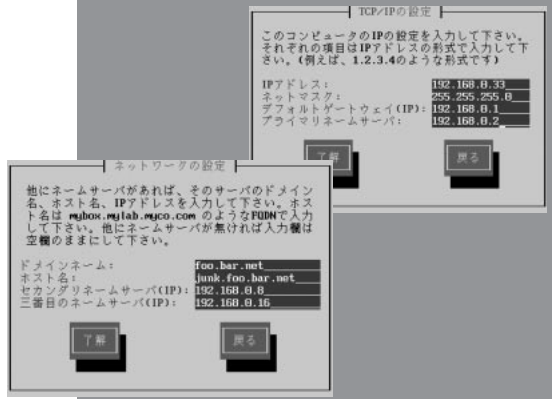 TCP/IPの設定
このコンピュータのIPの設定を入力して下さい。
それぞれの項目はIPアドレスの形式で入力して下
さい。(例えば、1.2.3.4のような形式です)
IPアドレス: 192.168.0.33
ネットマスク: 255.255.255.0
デフォルトゲートウェイ(IP): 192.168.0.1
プライマリネームサーバ: 192.168.0.2
了解 戻る
ネットワークの設定
他にネームサーバがあれば、そのサーバのドメイン
名、ホスト名、IPアドレスを入力して下さい。ホス
ト名は mybox.mylab.myco.com のようなFQDNで入力
して下さい。他にネームサーバが無ければ入力欄は
空欄のままにして下さい。
ドメインネーム: foo.bar.net
ホスト名: junk.foo.bar.net
セカンダリネームサーバ(IP): 192.168.0.8
三番目のネームサーバ(IP): 192.168.0.16
了解 戻る